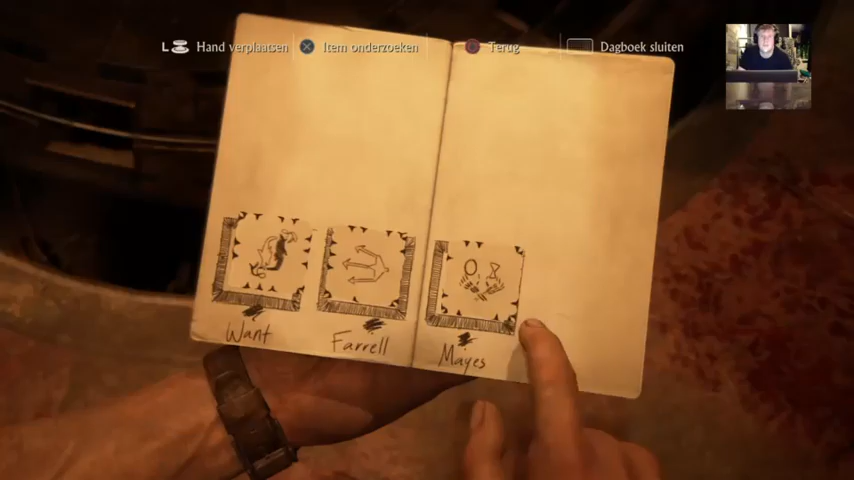 L Hand verplaatsen Item onderzoeken Terug Dagboek sluiten
Want Farrell Mayes